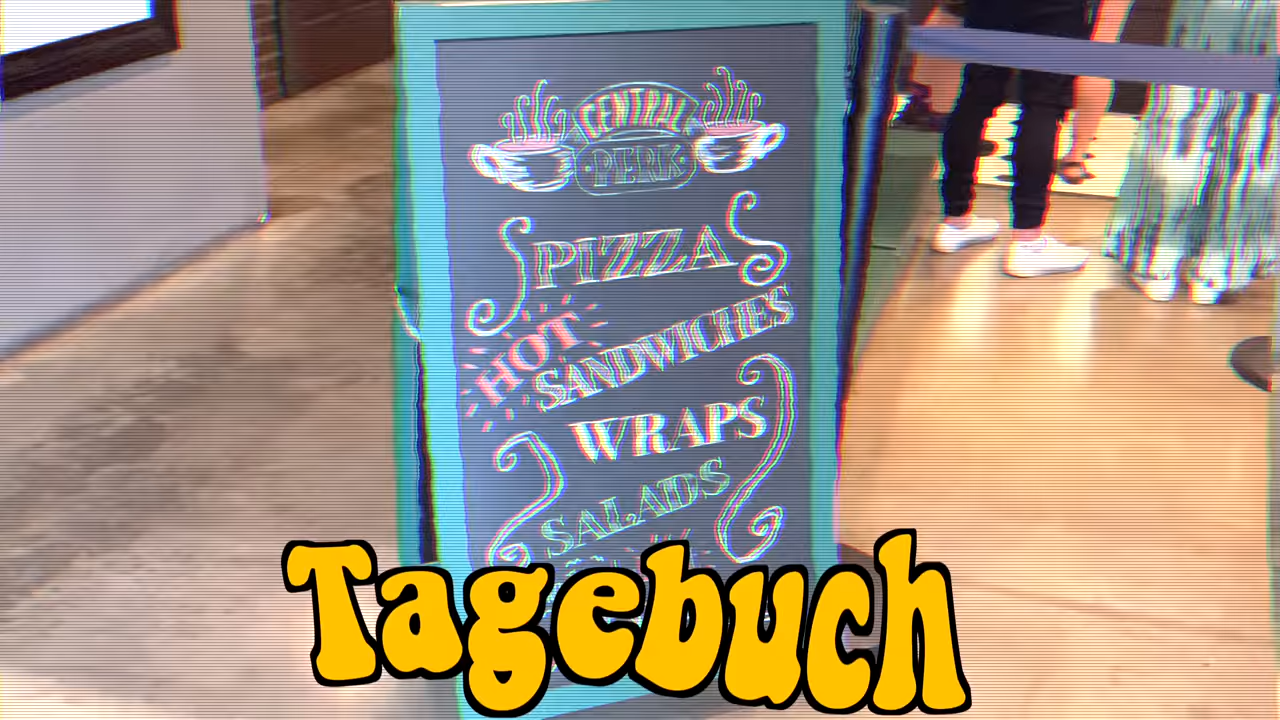 CENTRAL
PERK
PIZZA
HOT
SANDWICHES
WRAPS
SALADS
Tagebuch